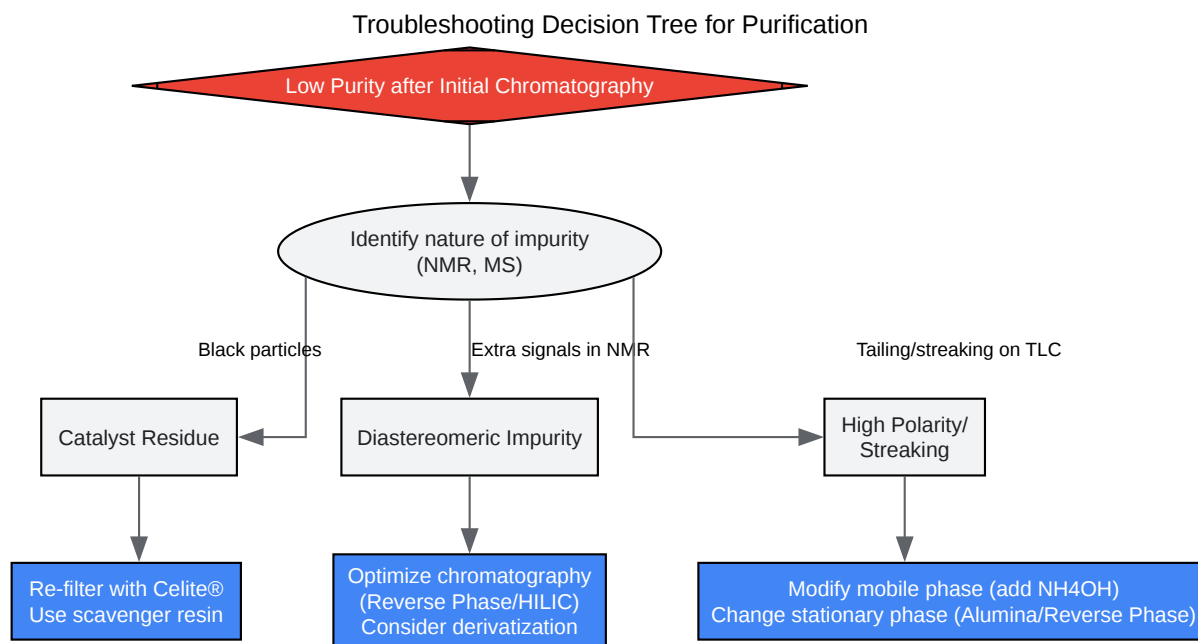 Troubleshooting Decision Tree for Purification
Low Purity after Initial Chromatography
Identify nature of impurity
(NMR, MS)
Black particles
Extra signals in NMR
Tailing/streaking on TLC
Catalyst Residue
Diastereomeric Impurity
High Polarity/
Streaking
Re-filter with Celite®
Use scavenger resin
Optimize chromatography
(Reverse Phase/HILIC)
Consider derivatization
Modify mobile phase (add NH4OH)
Change stationary phase (Alumina/Reverse Phase)